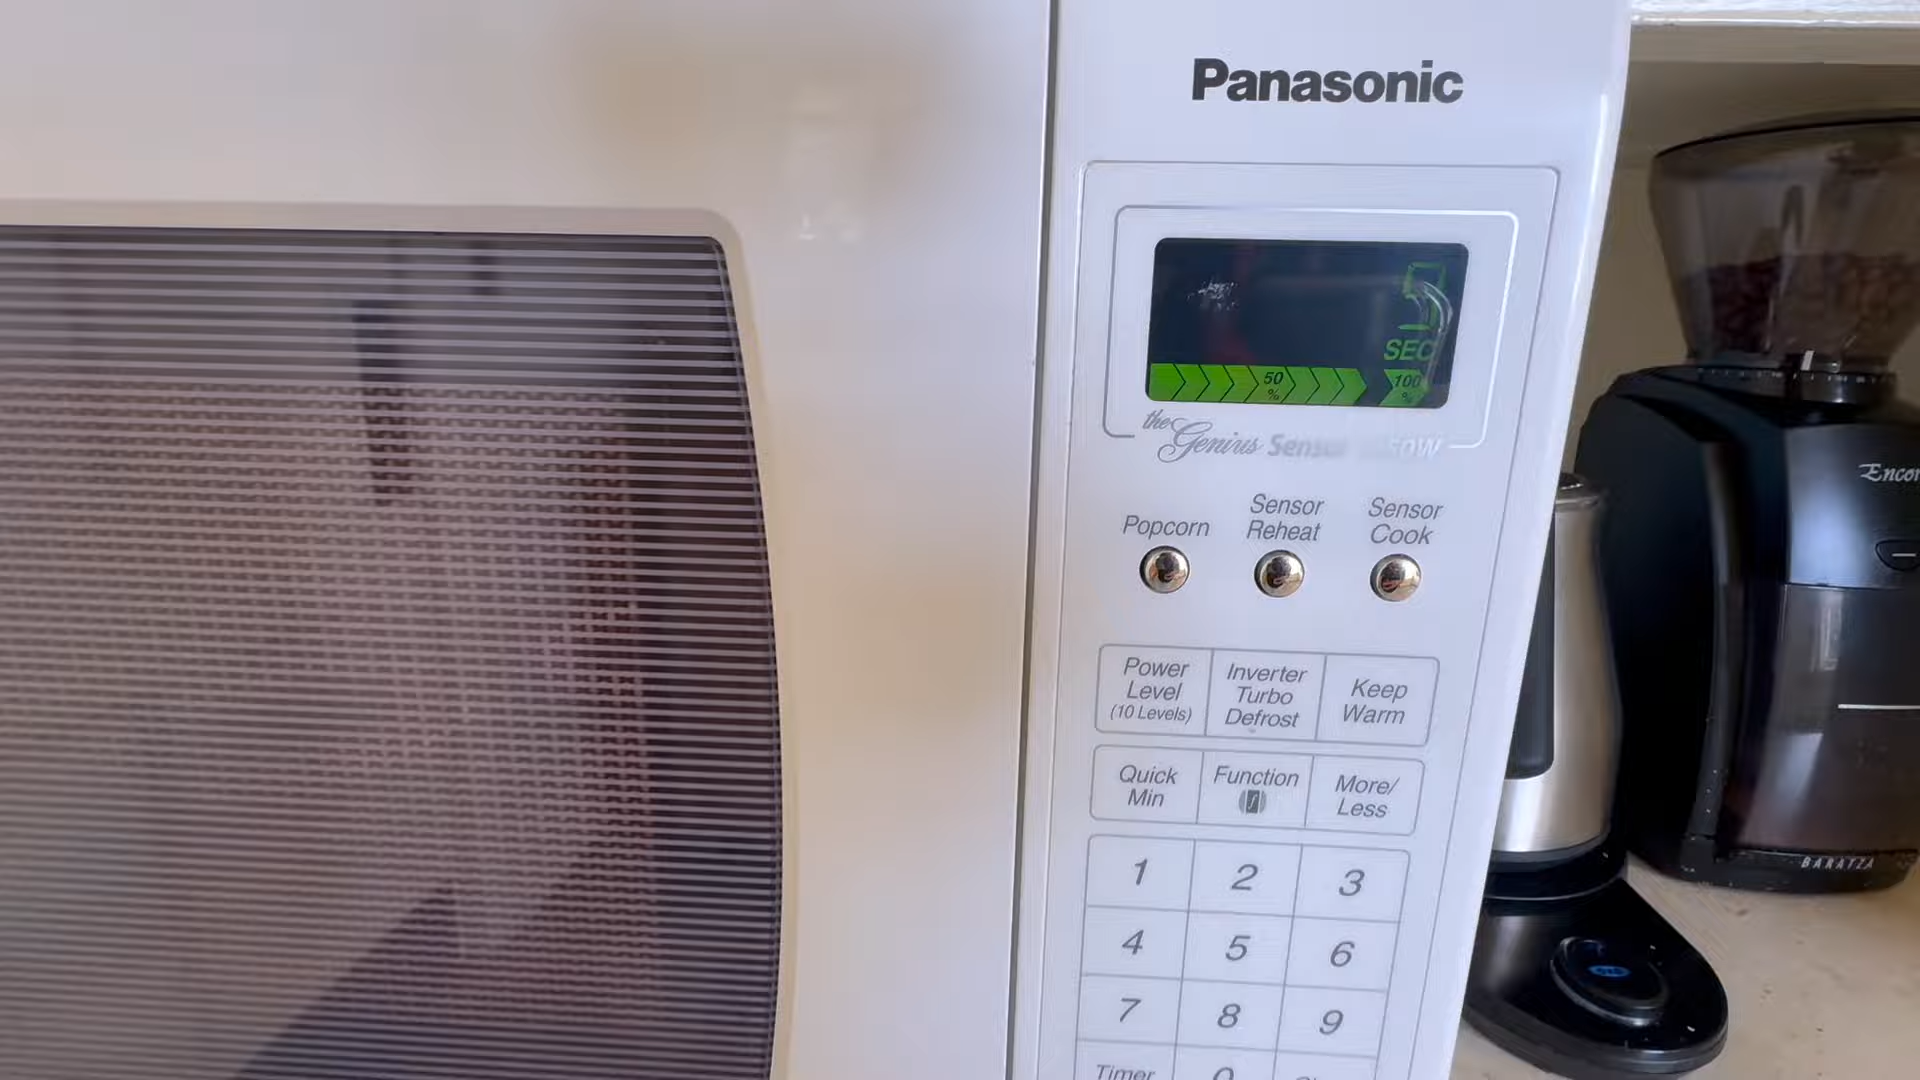 Panasonic
SEC
50
%
100
%
the
Genius Sensor
Popcorn
Sensor
Reheat
Sensor
Cook
Power
Level
(10 Levels)
Inverter
Turbo
Defrost
Keep
Warm
Quick
Min
Function
More/
Less
1 2 3
4 5 6
7 8 9
Timer
Encor
BARATZA